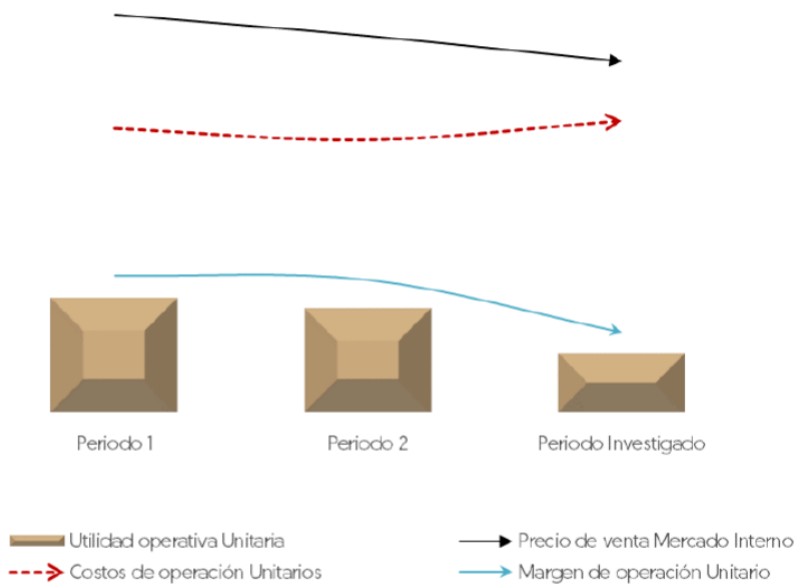 Periodo 1
Periodo 2
Periodo Investigado
Utilidad operativa Unitaria
Precio de venta Mercado Interno
Costos de operación Unitarios
Margen de operación Unitario